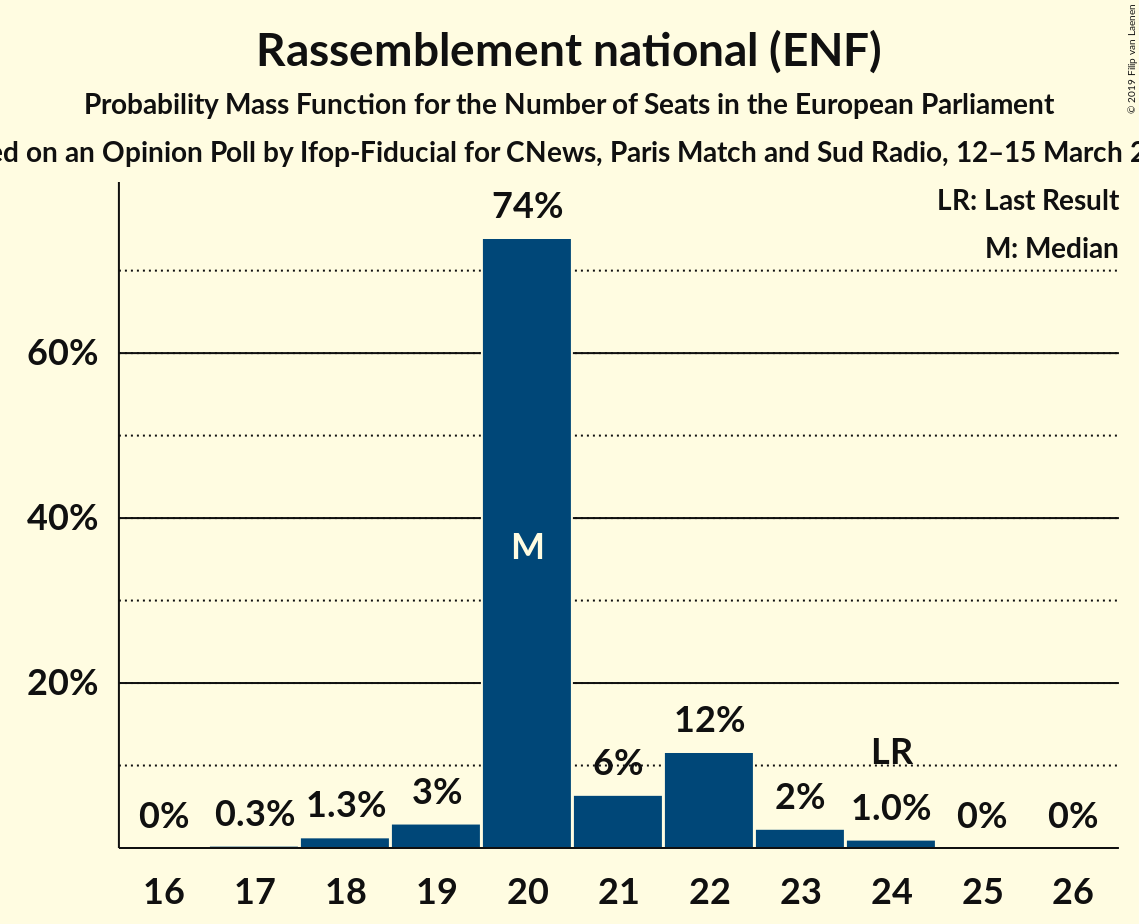 Rassemblement national (ENF)
Probability Mass Function for the Number of Seats in the European Parliament
on an Opinion Poll by Ifop-Fiducial for CNews, Paris Match and Sud Radio, 12–15 March
© 2019 Filip van Laenen
LR: Last Result
M: Median
74%
60%
40%
20%
M
0%
0.3%
1.3%
3%
6%
12%
2%
LR
1.0%
0%
0%
16 17 18 19 20 21 22 23 24 25 26